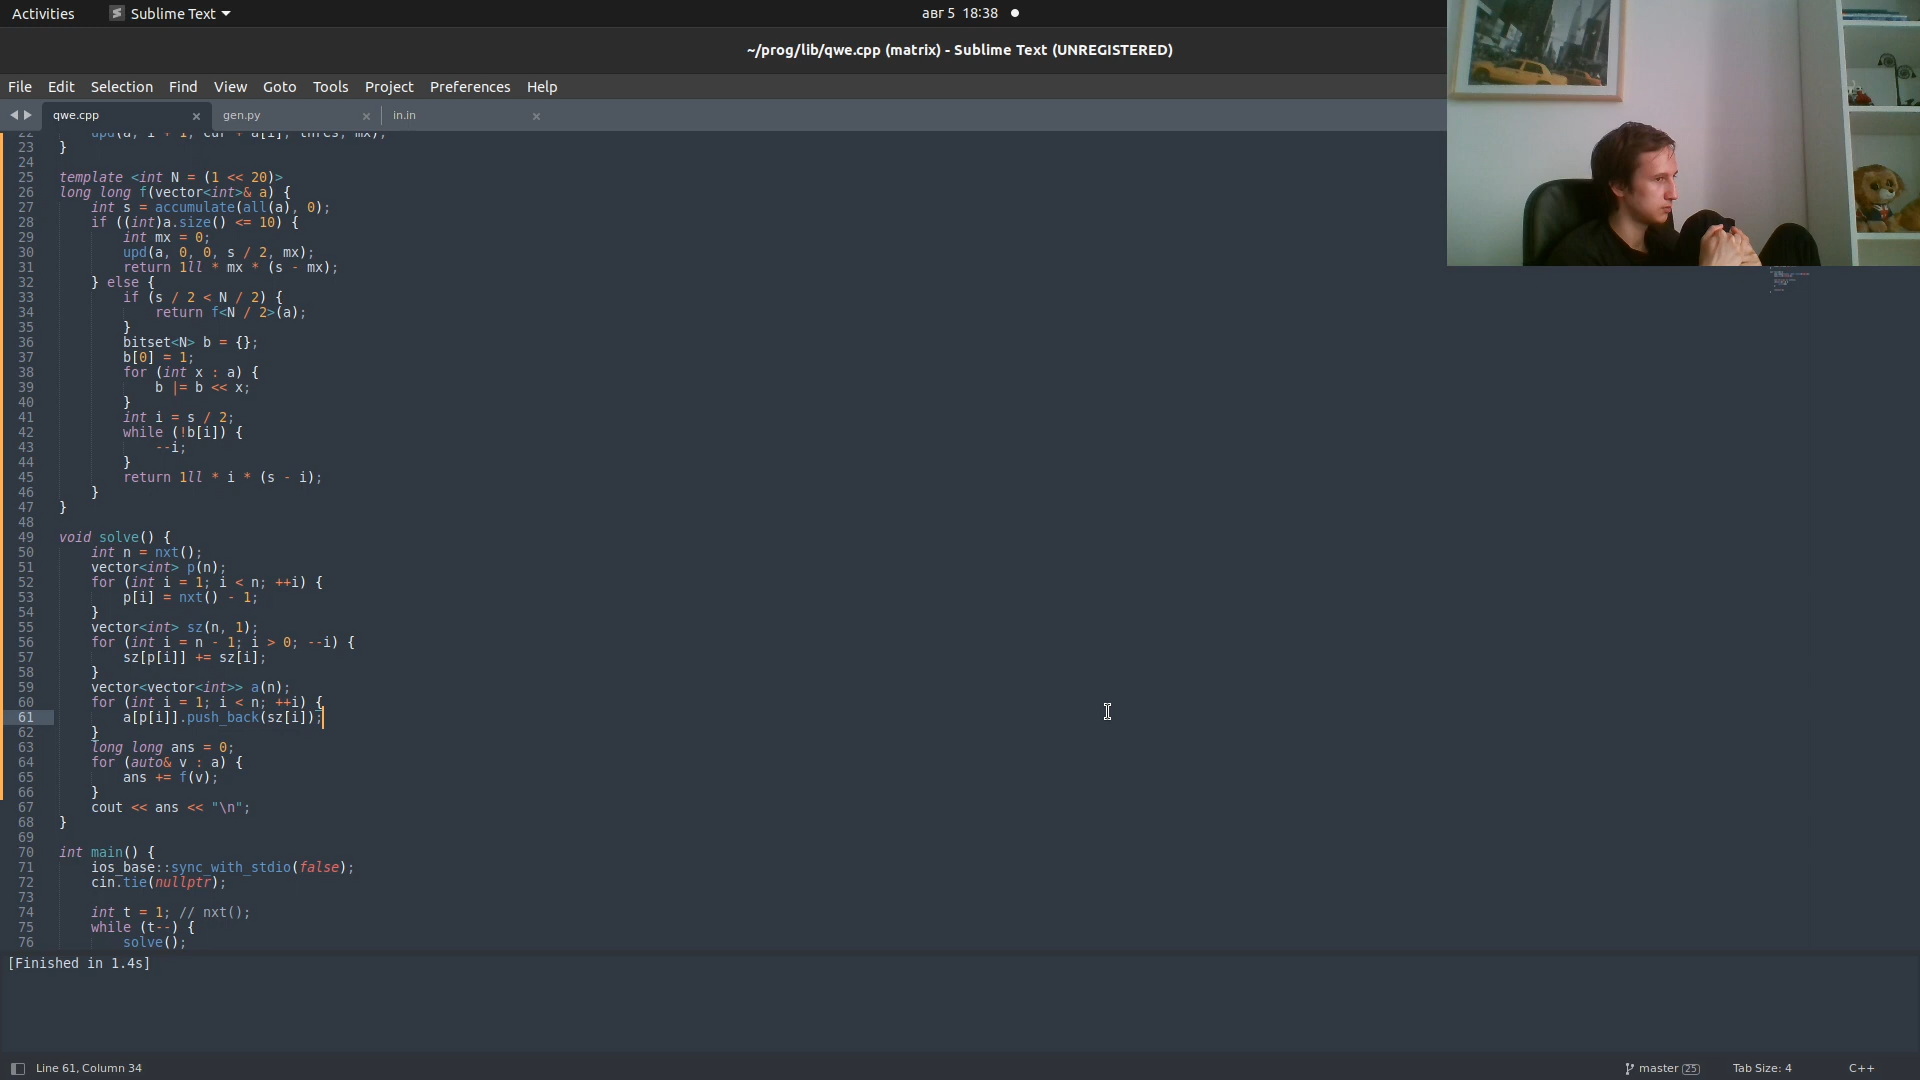 Activities Sublime Text авг 5 18:38
~/prog/lib/qwe.cpp (matrix) - Sublime Text (UNREGISTERED)
File Edit Selection Find View Goto Tools Project Preferences Help
qwe.cpp × gen.py × in.in ×
22 upd(a, i + 1, cur + a[i], thres, mx);
23 }
24
25 template <int N = (1 << 20)>
26 long long f(vector<int>& a) {
27 int s = accumulate(all(a), 0);
28 if ((int)a.size() <= 10) {
29 int mx = 0;
30 upd(a, 0, 0, s / 2, mx);
31 return 1ll * mx * (s - mx);
32 } else {
33 if (s / 2 < N / 2) {
34 return f<N / 2>(a);
35 }
36 bitset<N> b = {};
37 b[0] = 1;
38 for (int x : a) {
39 b |= b << x;
40 }
41 int i = s / 2;
42 while (!b[i]) {
43 --i;
44 }
45 return 1ll * i * (s - i);
46 }
47 }
48
49 void solve() {
50 int n = nxt();
51 vector<int> p(n);
52 for (int i = 1; i < n; ++i) {
53 p[i] = nxt() - 1;
54 }
55 vector<int> sz(n, 1);
56 for (int i = n - 1; i > 0; --i) {
57 sz[p[i]] += sz[i];
58 }
59 vector<vector<int>> a(n);
60 for (int i = 1; i < n; ++i) {
61 a[p[i]].push_back(sz[i]);
62 }
63 long long ans = 0;
64 for (auto& v : a) {
65 ans += f(v);
66 }
67 cout << ans << "\n";
68 }
69
70 int main() {
71 ios_base::sync_with_stdio(false);
72 cin.tie(nullptr);
73
74 int t = 1; // nxt();
75 while (t--) {
76 solve();
[Finished in 1.4s]
Line 61, Column 34 master 25 Tab Size: 4 C++